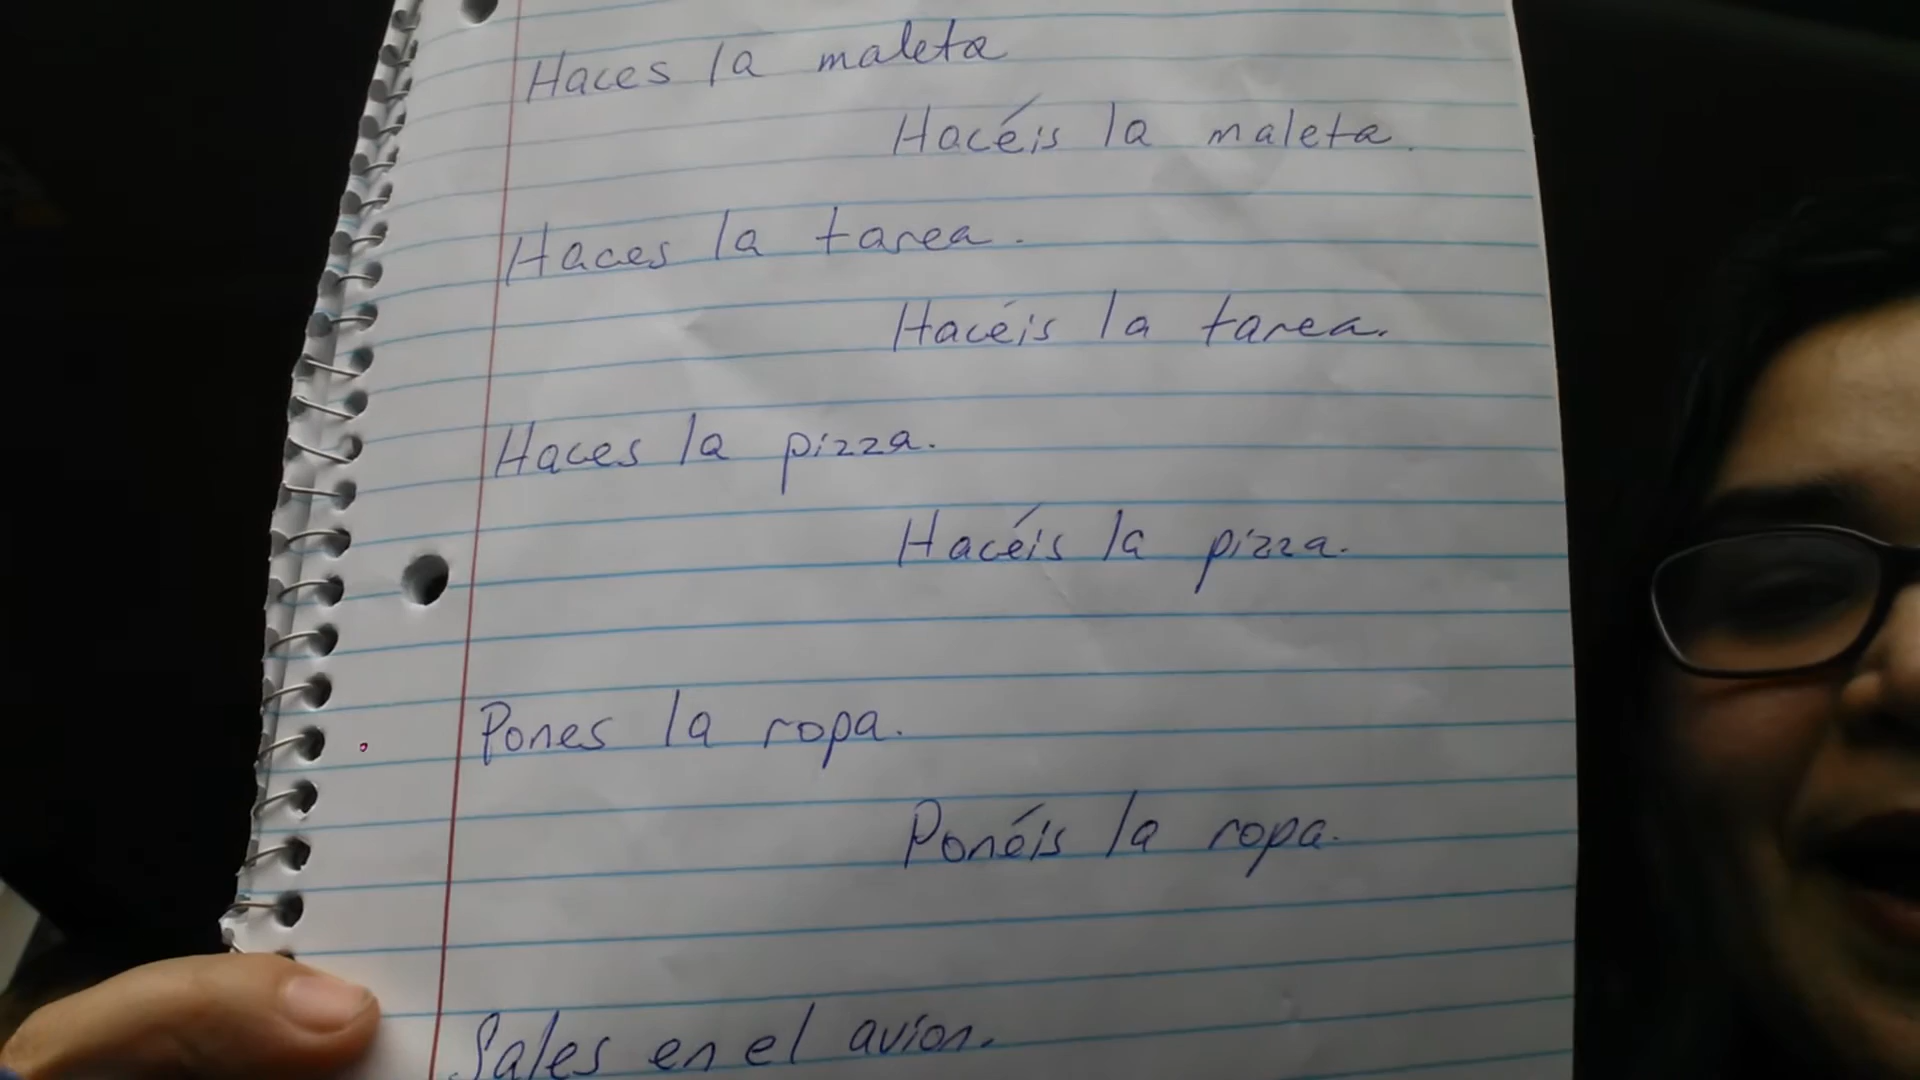 Haces la maleta
Hacéis la maleta.
Haces la tarea.
Hacéis la tarea.
Haces la pizza.
Hacéis la pizza.
Pones la ropa.
Ponéis la ropa.
Sales en el avion.